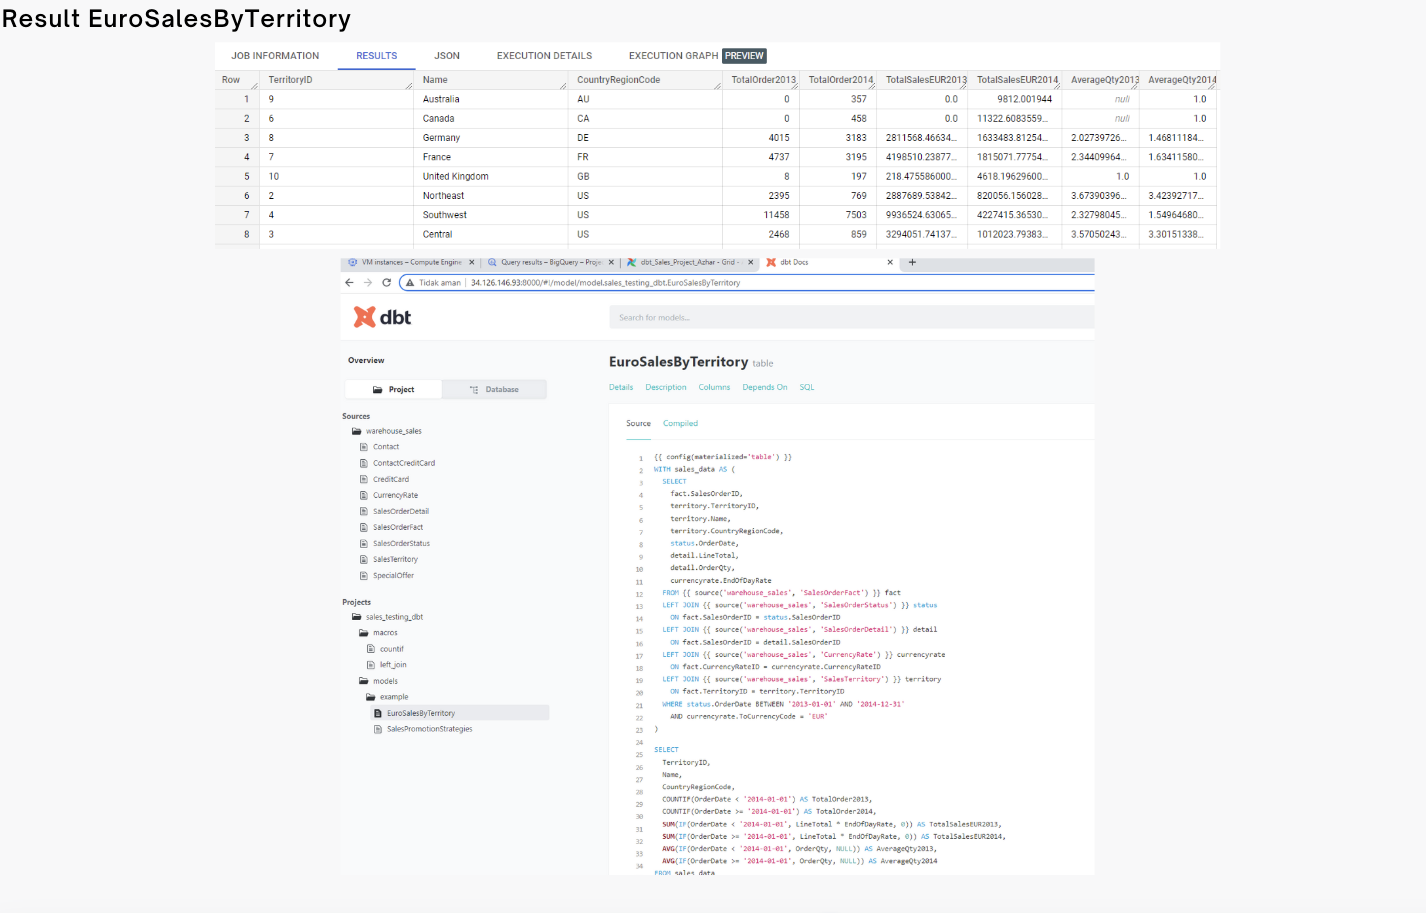 Result EuroSalesByTerritory
JOB INFORMATION RESULTS JSON EXECUTION DETAILS EXECUTION GRAPH PREVIEW
Row TerritoryID Name CountryRegionCode TotalOrder2013 TotalOrder2014 TotalSalesEUR2013 TotalSalesEUR2014 AverageQty2013 AverageQty2014
1 9 Australia AU 0 357 0.0 9812.001944 null 1.0
2 6 Canada CA 0 458 0.0 11322.6083559... null 1.0
3 8 Germany DE 4015 3183 2811568.46634... 1633483.81254... 2.02739726... 1.46811184...
4 7 France FR 4737 3195 4198510.23877... 1815071.77754... 2.34409964... 1.63411580...
5 10 United Kingdom GB 8 197 218.475586000... 4618.19629600... 1.0 1.0
6 2 Northeast US 2395 769 2887689.53842... 820056.156028... 3.67390396... 3.42392717...
7 4 Southwest US 11458 7503 9936524.63065... 4227415.36530... 2.32798045... 1.54964680...
8 3 Central US 2468 859 3294051.74137... 1012023.79383... 3.57050243... 3.30151338...
VM instances – Compute Engine Query results – BigQuery – Proje dbt_Sales_Project_Azhar - Grid - dbt Docs
Tidak aman 34.126.146.93:8000/#!/model/model.sales_testing_dbt.EuroSalesByTerritory
dbt
Search for models...
Overview
Project Database
Sources
warehouse_sales
Contact
ContactCreditCard
CreditCard
CurrencyRate
SalesOrderDetail
SalesOrderFact
SalesOrderStatus
SalesTerritory
SpecialOffer
Projects
sales_testing_dbt
macros
countif
left_join
models
example
EuroSalesByTerritory
SalesPromotionStrategies
EuroSalesByTerritory table
Details Description Columns Depends On SQL
Source Compiled
1 {{ config(materialized='table') }}
2 WITH sales_data AS (
3 SELECT
4 fact.SalesOrderID,
5 territory.TerritoryID,
6 territory.Name,
7 territory.CountryRegionCode,
8 status.OrderDate,
9 detail.LineTotal,
10 detail.OrderQty,
11 currencyrate.EndOfDayRate
12 FROM {{ source('warehouse_sales', 'SalesOrderFact') }} fact
13 LEFT JOIN {{ source('warehouse_sales', 'SalesOrderStatus') }} status
14 ON fact.SalesOrderID = status.SalesOrderID
15 LEFT JOIN {{ source('warehouse_sales', 'SalesOrderDetail') }} detail
16 ON fact.SalesOrderID = detail.SalesOrderID
17 LEFT JOIN {{ source('warehouse_sales', 'CurrencyRate') }} currencyrate
18 ON fact.CurrencyRateID = currencyrate.CurrencyRateID
19 LEFT JOIN {{ source('warehouse_sales', 'SalesTerritory') }} territory
20 ON fact.TerritoryID = territory.TerritoryID
21 WHERE status.OrderDate BETWEEN '2013-01-01' AND '2014-12-31'
22 AND currencyrate.ToCurrencyCode = 'EUR'
23 )
24
25 SELECT
26 TerritoryID,
27 Name,
28 CountryRegionCode,
29 COUNTIF(OrderDate < '2014-01-01') AS TotalOrder2013,
30 COUNTIF(OrderDate >= '2014-01-01') AS TotalOrder2014,
31 SUM(IF(OrderDate < '2014-01-01', LineTotal * EndOfDayRate, 0)) AS TotalSalesEUR2013,
32 SUM(IF(OrderDate >= '2014-01-01', LineTotal * EndOfDayRate, 0)) AS TotalSalesEUR2014,
33 AVG(IF(OrderDate < '2014-01-01', OrderQty, NULL)) AS AverageQty2013,
34 AVG(IF(OrderDate >= '2014-01-01', OrderQty, NULL)) AS AverageQty2014
FROM sales_data